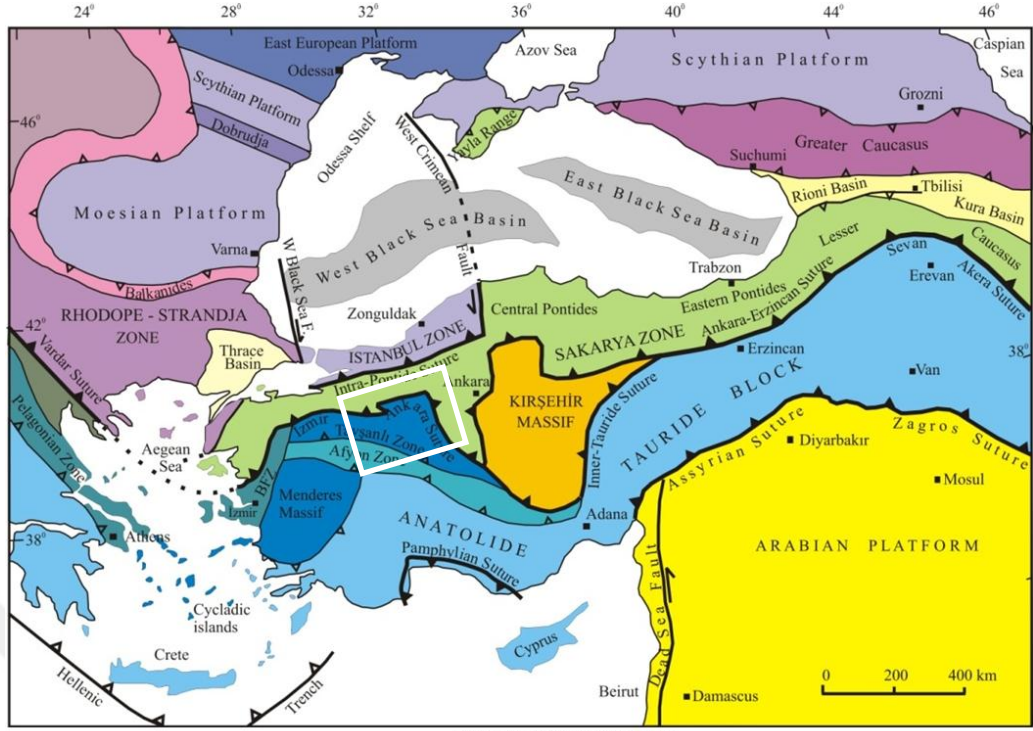 24° 28° 32° 36° 40° 44° 46°
East European Platform
Odessa
Azov Sea
Scythian Platform
Caspian
Sea
Scythian Platform
Grozni
46°
Dobrudja
Odessa Shelf
West Crimean
Fault
Yayla Range
Greater Caucasus
Suchumi
Rioni Basin
Tbilisi
Kura Basin
Moesian Platform
East Black Sea Basin
West Black Sea Basin
Varna
W Black Sea F.
Lesser
Caucasus
Sevan
Akera Suture
Erevan
Balkanides
Trabzon
Eastern Pontides
Central Pontides
RHODOPE - STRANDJA
ZONE
Zonguldak
ISTANBUL ZONE
42°
SAKARYA ZONE
Ankara-Erzincan Suture
Erzincan
38°
Thrace
Basin
Intra-Pontide Suture
Ankara
Vardar Suture
KIRŞEHİR
MASSIF
Van
Pelagonian Zone
Izmir
Ankara Suture
Tavşanlı Zone
Afyon Zone
Inner-Tauride Suture
TAURIDE BLOCK
Assyrian Suture
Zagros Suture
Diyarbakır
Mosul
Aegean
Sea
BFZ
Izmir
Menderes
Massif
ANATOLIDE
Adana
38°
Athens
Pamphylian Suture
ARABIAN PLATFORM
Dead Sea Fault
Cycladic
islands
Cyprus
Crete
Hellenic
Trench
Beirut
Damascus
0 200 400 km